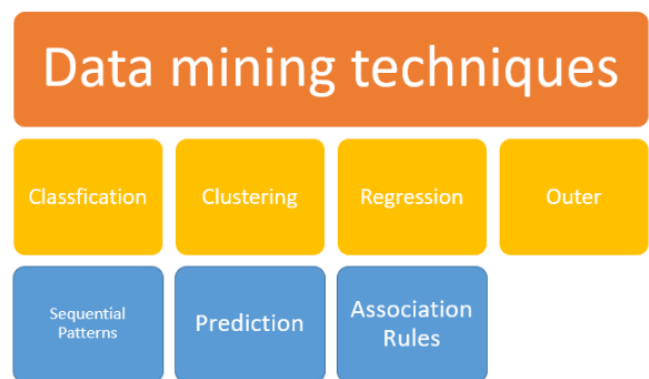 Data mining techniques
Classfication
Clustering
Regression
Outer
Sequential
Patterns
Prediction
Association
Rules